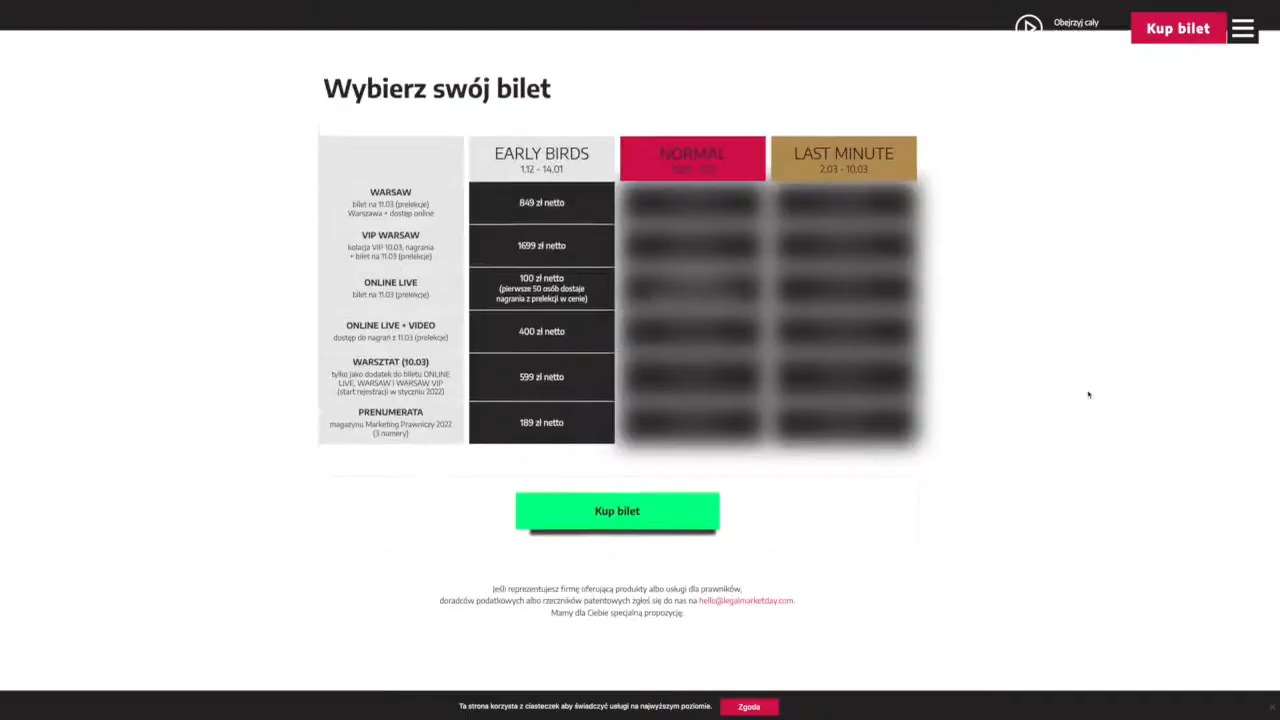 Obejrzyj cały
Kup bilet
Wybierz swój bilet
EARLY BIRDS
1.12 - 14.01
NORMAL
LAST MINUTE
2.03 - 10.03
WARSAW
bilet na 11.03 (prelekcje)
Warszawa + dostęp online
849 zł netto
VIP WARSAW
kolacja VIP 10.03, nagrania
+ bilet na 11.03 (prelekcje)
1699 zł netto
ONLINE LIVE
bilet na 11.03 (prelekcje)
100 zł netto
(pierwsze 50 osób dostaje
nagrania z prelekcji w cenie)
ONLINE LIVE + VIDEO
dostęp do nagrań z 11.03 (prelekcje)
400 zł netto
WARSZTAT (10.03)
tylko jako dodatek do biletu ONLINE
LIVE, WARSAW I WARSAW VIP
(start rejestracji w styczniu 2022)
599 zł netto
PRENUMERATA
magazynu Marketing Prawniczy 2022
(3 numery)
189 zł netto
Kup bilet
Jeśli reprezentujesz firmę oferującą produkty albo usługi dla prawników,
doradców podatkowych albo rzeczników patentowych zgłoś się do nas na hello@legalmarketday.com.
Mamy dla Ciebie specjalną propozycję.
Ta strona korzysta z ciasteczek aby świadczyć usługi na najwyższym poziomie.
Zgoda